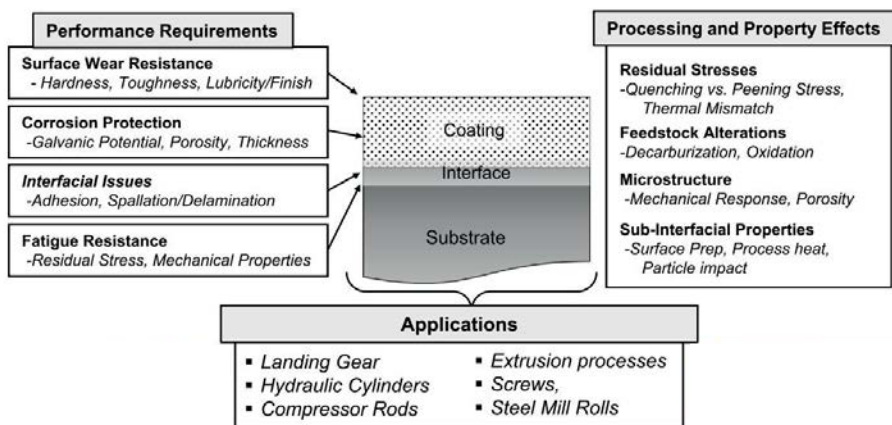 Performance Requirements
Surface Wear Resistance
- Hardness, Toughness, Lubricity/Finish
Corrosion Protection
-Galvanic Potential, Porosity, Thickness
Interfacial Issues
-Adhesion, Spallation/Delamination
Fatigue Resistance
-Residual Stress, Mechanical Properties
Coating
Interface
Substrate
Processing and Property Effects
Residual Stresses
-Quenching vs. Peening Stress,
Thermal Mismatch
Feedstock Alterations
-Decarburization, Oxidation
Microstructure
-Mechanical Response, Porosity
Sub-Interfacial Properties
-Surface Prep, Process heat,
Particle impact
Applications
▪ Landing Gear
▪ Hydraulic Cylinders
▪ Compressor Rods
▪ Extrusion processes
▪ Screws,
▪ Steel Mill Rolls